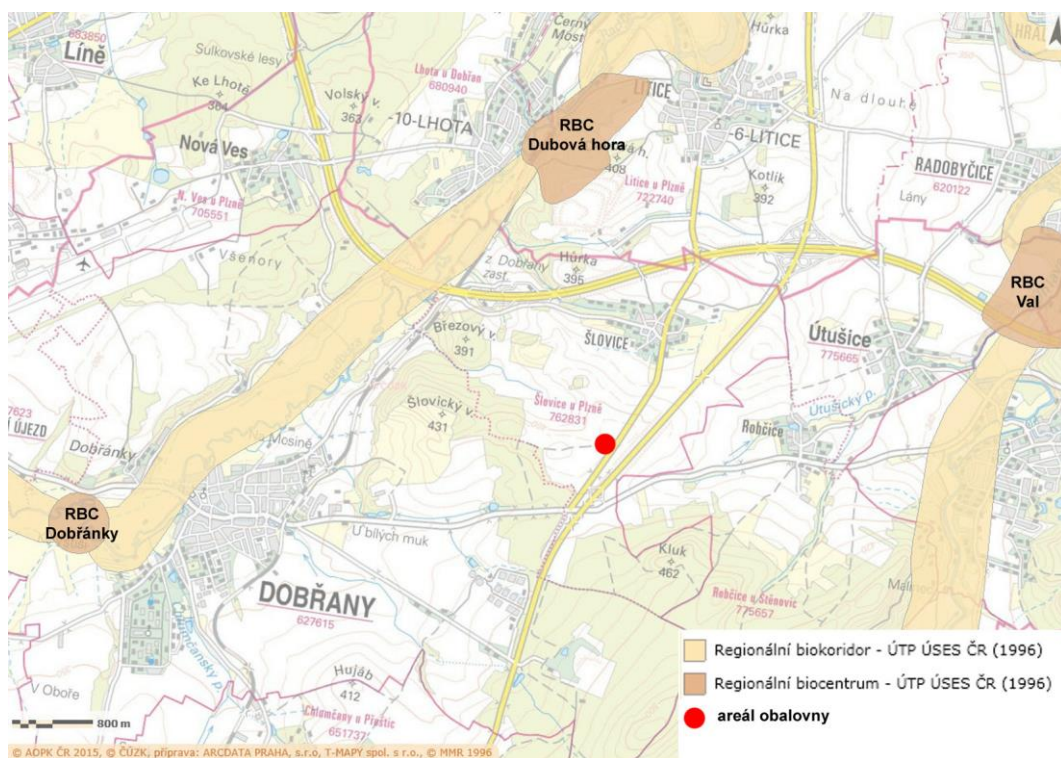 683850
Líně
Sulkovské lesy
Ke Lhotě
364
Volský v.
363
Lhota u Dobřan
680940
-10-LHOTA
Nová Ves
N. Ves u Plzně
705551
Všenory
Černý
Most
Hůrka
LITICE
RBC
Dubová hora
408
-6-LITICE
Litice u Plzně
722740
Kotlík
392
Na dlouhé
RADOBYČICE
620122
Lány
RBC
Val
z. Dobřany
zast.
Hůrka
395
ŠLOVICE
Březový v.
391
Šlovický v.
431
Šlovice u Plzně
762831
ÚTUŠICE
775665
Útušický p.
Robčice
ÚJEZD
Dobřánky
RBC
Dobřánky
U bílých muk
DOBŘANY
627615
Chlumčanský p.
Kluk
462
Robčice u Štěnovic
775657
V Oboře
Hujáb
412
Chlumčany u Přeštic
651737
800 m
Regionální biokoridor - ÚTP ÚSES ČR (1996)
Regionální biocentrum - ÚTP ÚSES ČR (1996)
areál obalovny
© AOPK ČR 2015, © ČÚZK, příprava: ARCDATA PRAHA, s.r.o, T-MAPY spol. s r.o., © MMR 1996